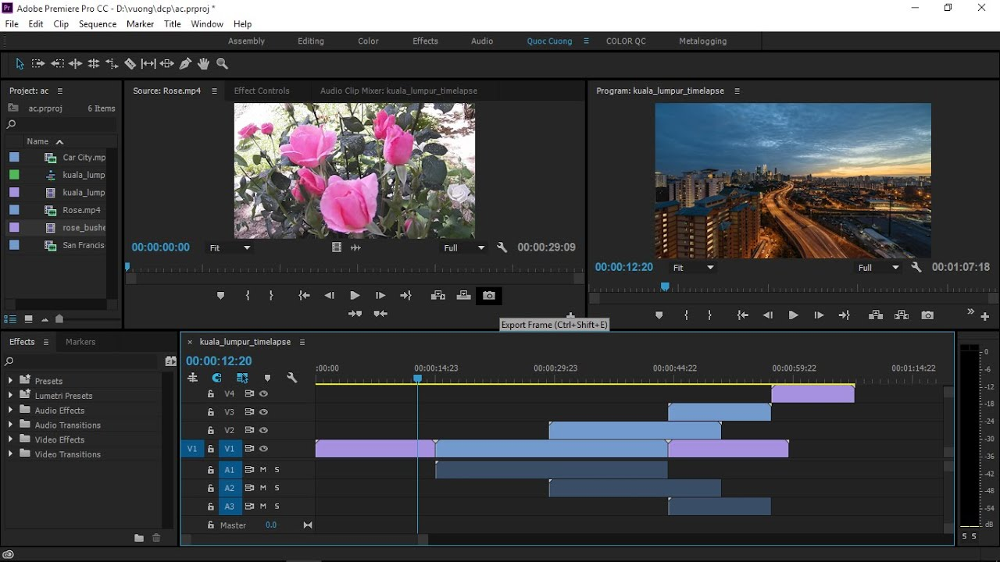 Pr Adobe Premiere Pro CC - D:\vuong\dcp\ac.prproj *
File Edit Clip Sequence Marker Title Window Help
Assembly Editing Color Effects Audio Quoc Cuong COLOR QC Metalogging
Project: ac
ac.prproj 6 Items
Name
Car City.mp
kuala_lump
kuala_lump
Rose.mp4
rose_bushe
San Francis
Source: Rose.mp4 Effect Controls Audio Clip Mixer: kuala_lumpur_timelapse
00:00:00:00 Fit Full 00:00:29:09
Export Frame (Ctrl+Shift+E)
Program: kuala_lumpur_timelapse
00:00:12:20 Fit Full 00:01:07:18
Effects Markers
Presets
Lumetri Presets
Audio Effects
Audio Transitions
Video Effects
Video Transitions
× kuala_lumpur_timelapse
00:00:12:20
:00:00 00:00:14:23 00:00:29:23 00:00:44:22 00:00:59:22 00:01:14:22
V4
V3
V2
V1 V1
A1 M S
A2 M S
A3 M S
Master 0.0
0
-6
-12
-18
-24
-30
-36
-42
-48
-54
dB
S S